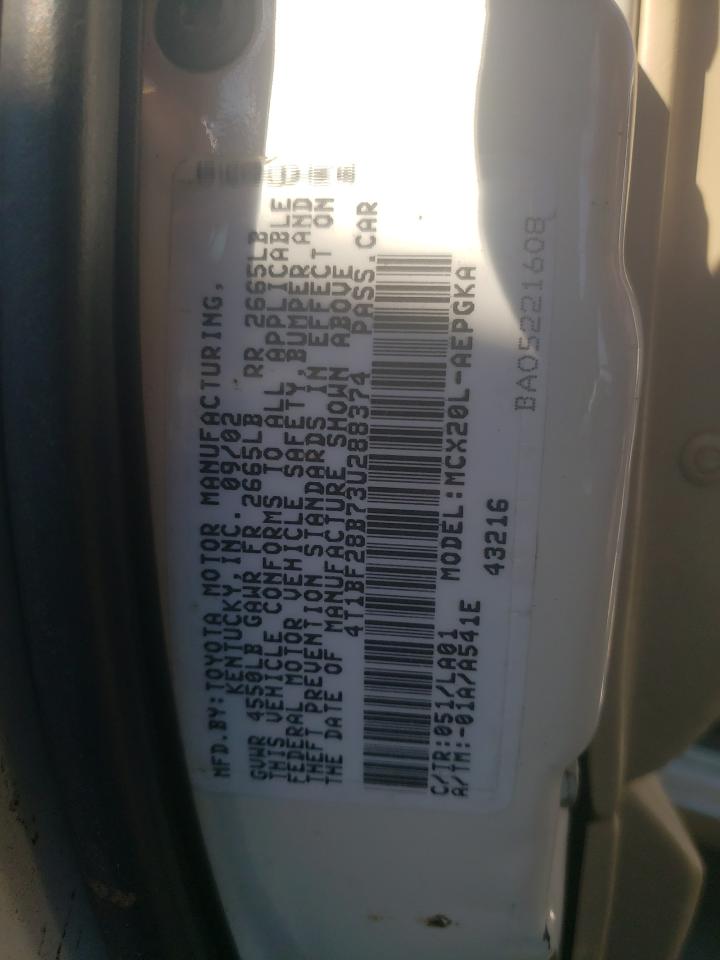 MFD.BY:TOYOTA MOTOR MANUFACTURING,
KENTUCKY,INC. 09/02
GVWR 4550LB GAWR FR 2665LB RR 2665LB
THIS VEHICLE CONFORMS TO ALL APPLICABLE
FEDERAL MOTOR VEHICLE SAFETY,BUMPER AND
THEFT PREVENTION STANDARDS IN EFFECT ON
THE DATE OF MANUFACTURE SHOWN ABOVE
4T1BF28B73U288374 PASS.CAR
C/TR:051/LA01 MODEL:MCX20L-AEPGKA
A/TM:-01A/A541E 43216
BA05221608